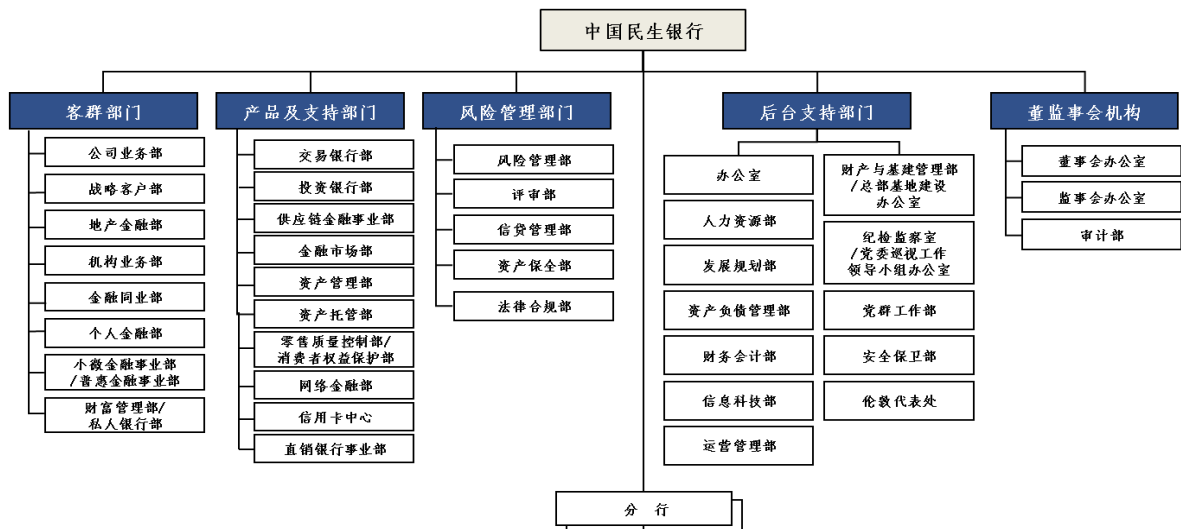 中国民生银行
客群部门
公司业务部
战略客户部
地产金融部
机构业务部
金融同业部
个人金融部
小微金融事业部
/普惠金融事业部
财富管理部/
私人银行部
产品及支持部门
交易银行部
投资银行部
供应链金融事业部
金融市场部
资产管理部
资产托管部
零售质量控制部/
消费者权益保护部
网络金融部
信用卡中心
直销银行事业部
风险管理部门
风险管理部
评审部
信贷管理部
资产保全部
法律合规部
后台支持部门
办公室
人力资源部
发展规划部
资产负债管理部
财务会计部
信息科技部
运营管理部
财产与基建管理部
/总部基地建设
办公室
纪检监察室
/党委巡视工作
领导小组办公室
党群工作部
安全保卫部
伦敦代表处
董监事会机构
董事会办公室
监事会办公室
审计部
分 行